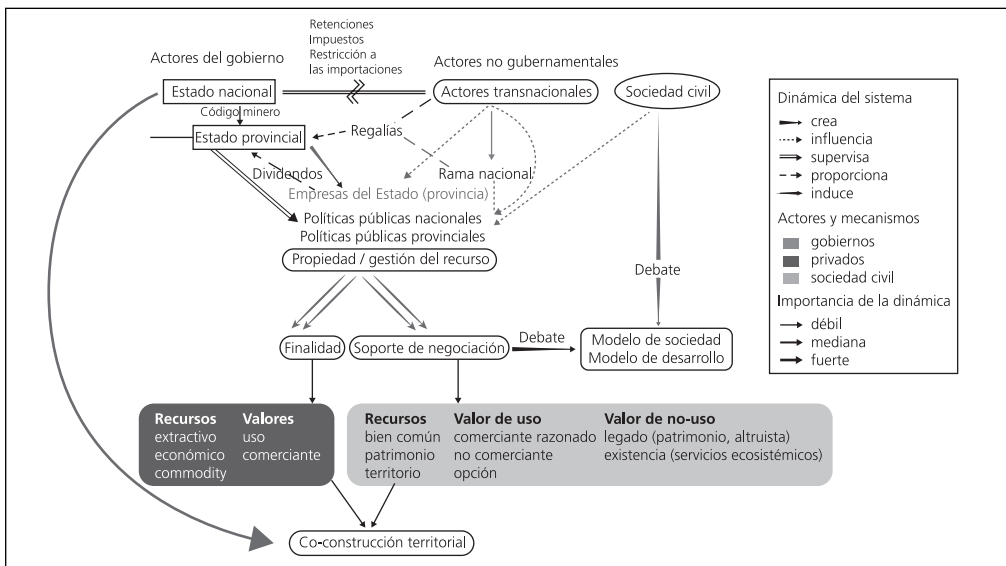 Retenciones
Impuestos
Restricción a
las importaciones
Actores del gobierno
Actores no gubernamentales
Estado nacional
Actores transnacionales
Sociedad civil
Código minero
Estado provincial
Regalías
Dividendos
Rama nacional
Empresas del Estado (provincia)
Políticas públicas nacionales
Políticas públicas provinciales
Propiedad / gestión del recurso
Debate
Finalidad
Soporte de negociación
Debate
Modelo de sociedad
Modelo de desarrollo
Recursos Valores
extractivo uso
económico comerciante
commodity
Recursos Valor de uso Valor de no-uso
bien común comerciante razonado legado (patrimonio, altruista)
patrimonio no comerciante existencia (servicios ecosistémicos)
territorio opción
Co-construcción territorial
Dinámica del sistema
crea
influencia
supervisa
proporciona
induce
Actores y mecanismos
gobiernos
privados
sociedad civil
Importancia de la dinámica
débil
mediana
fuerte